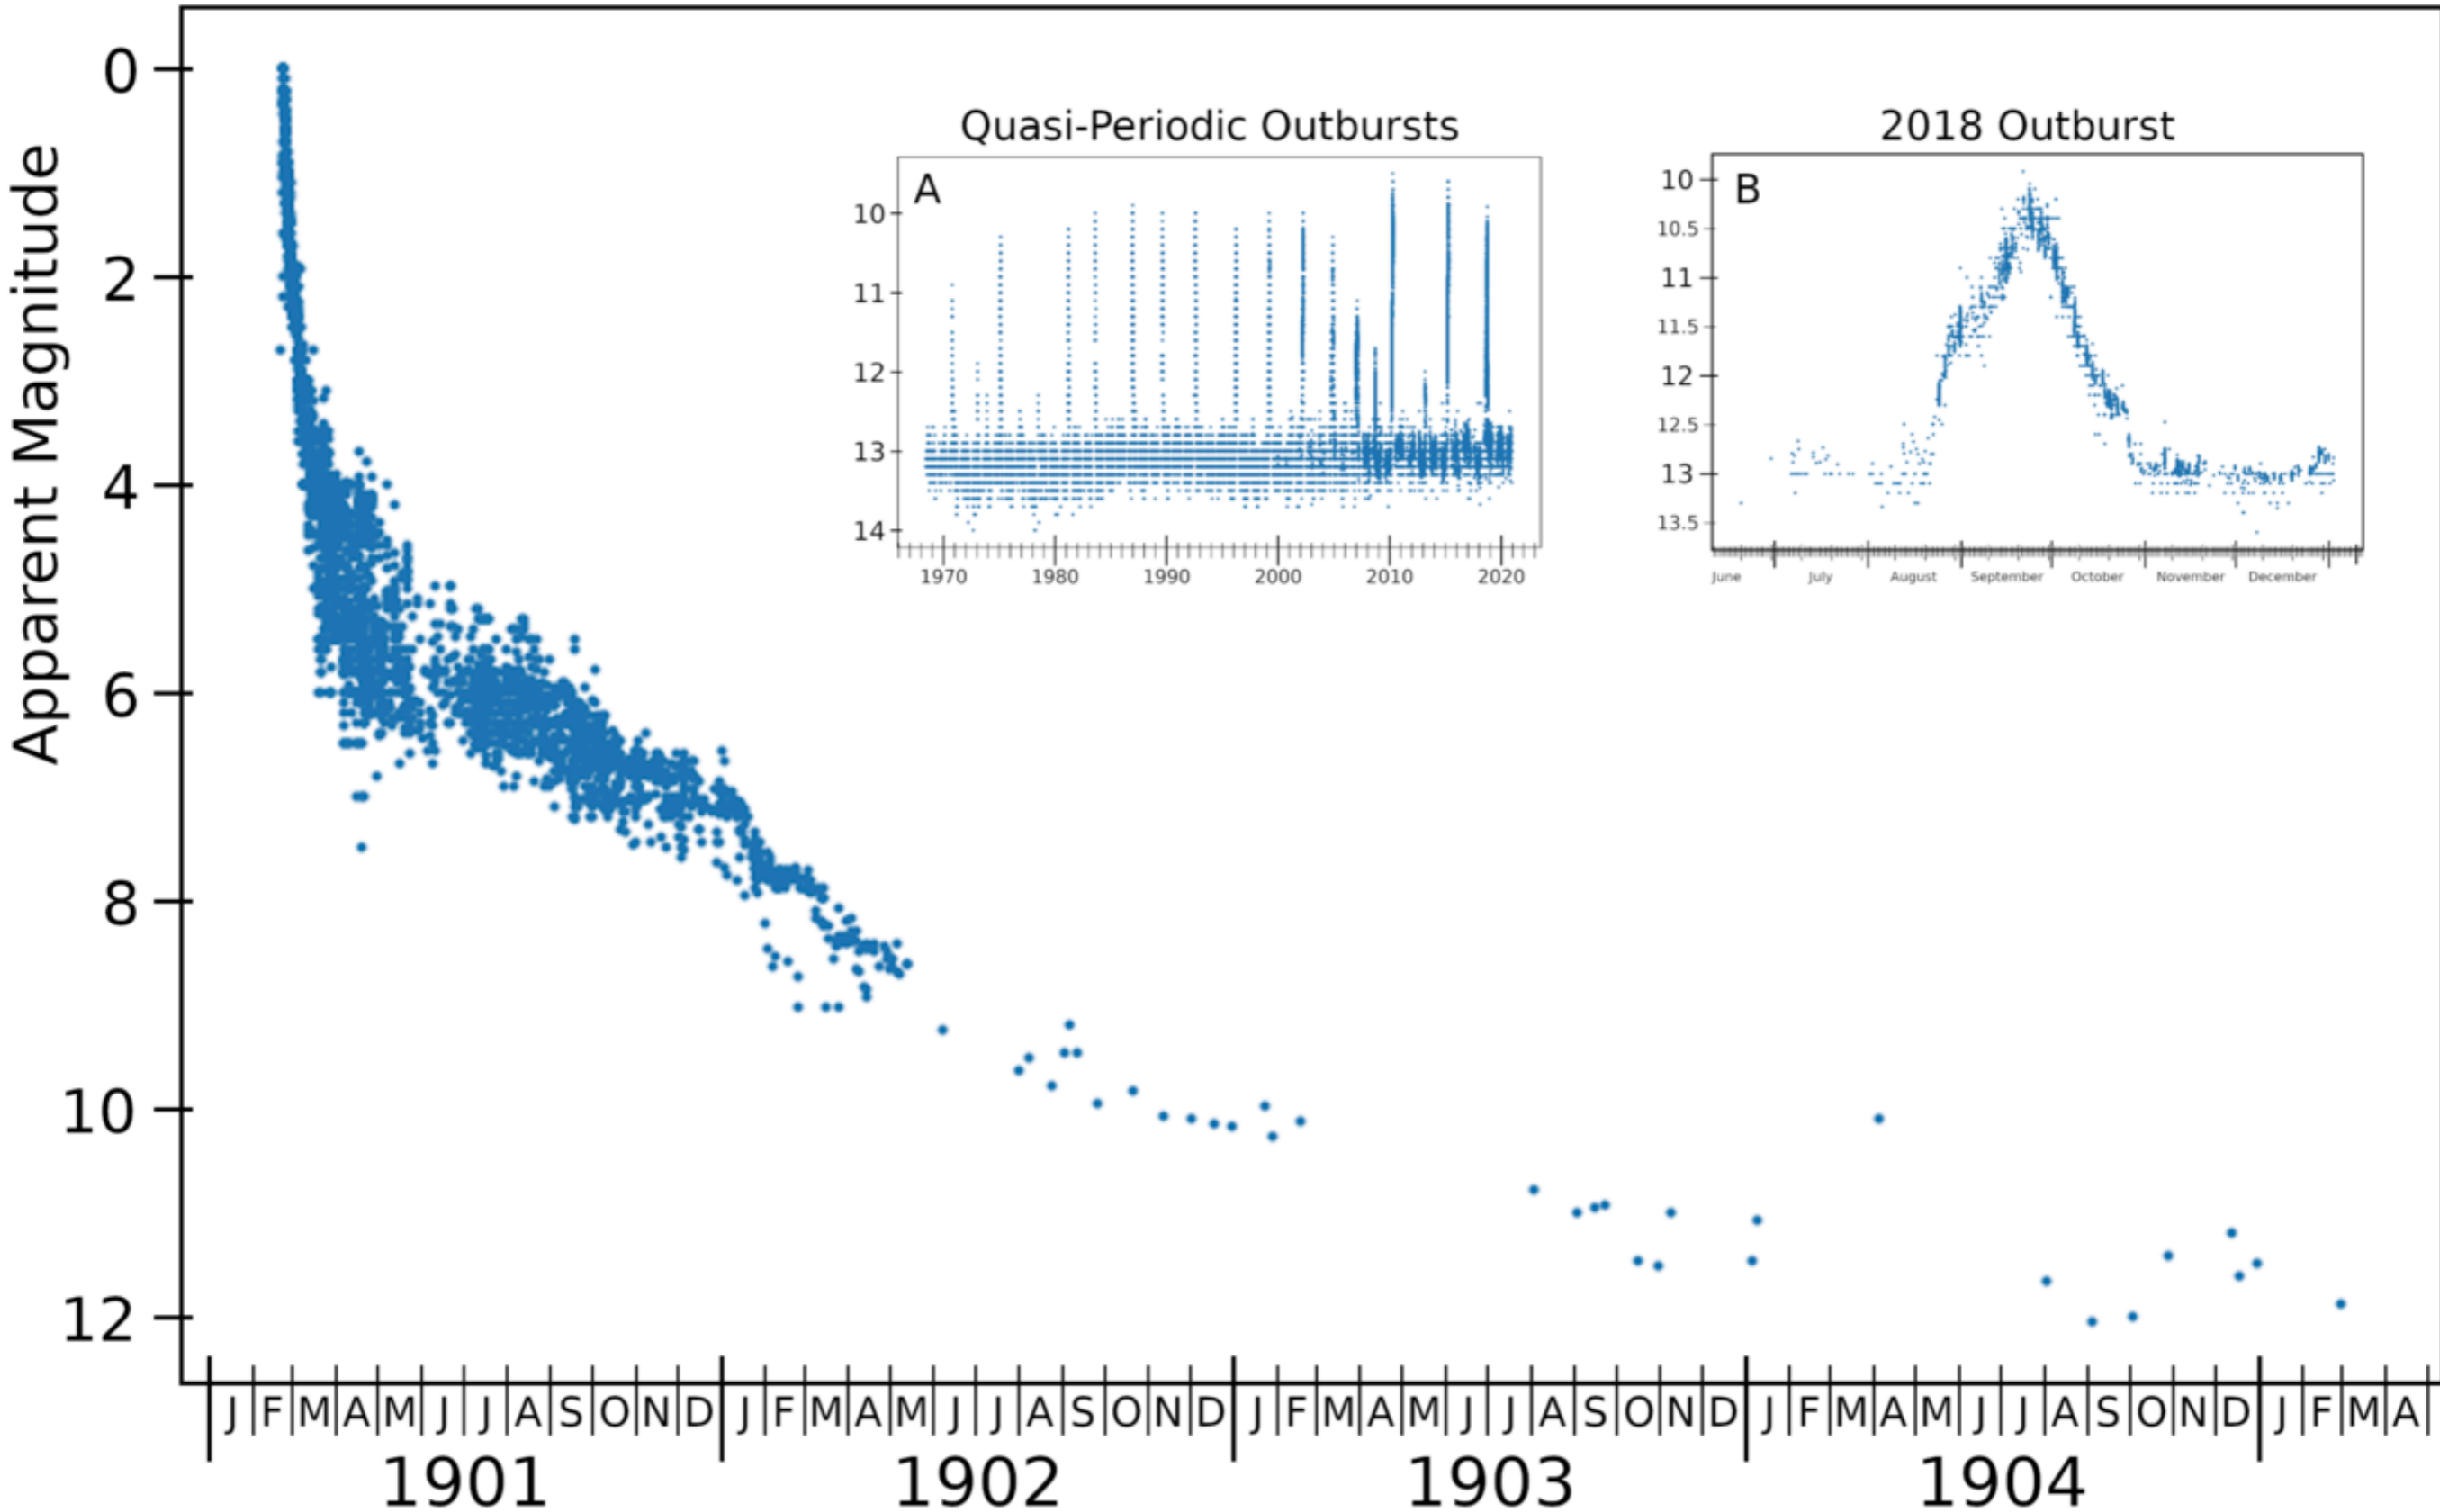 Apparent Magnitude
0
2
4
6
8
10
12
Quasi-Periodic Outbursts
A
10
11
12
13
14
1970 1980 1990 2000 2010 2020
2018 Outburst
B
10
10.5
11
11.5
12
12.5
13
13.5
June July August September October November December
J F M A M J J A S O N D J F M A M J J A S O N D J F M A M J J A S O N D J F M A M J J A S O N D J F M A
1901 1902 1903 1904